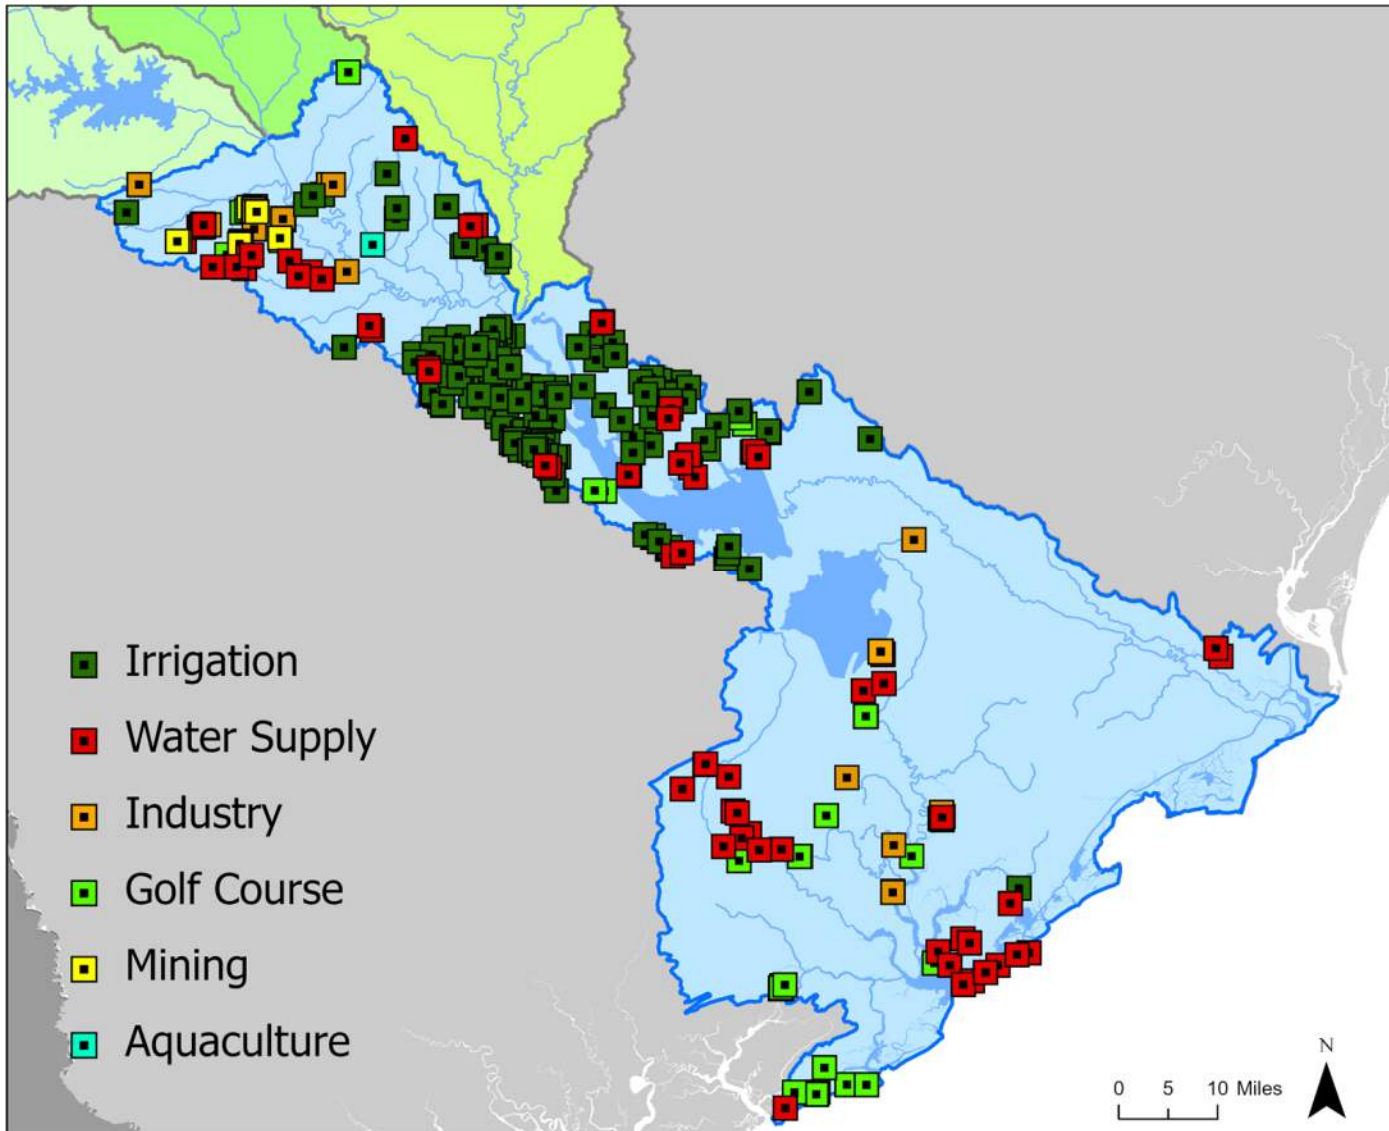 Irrigation
Water Supply
Industry
Golf Course
Mining
Aquaculture
N
0 5 10 Miles